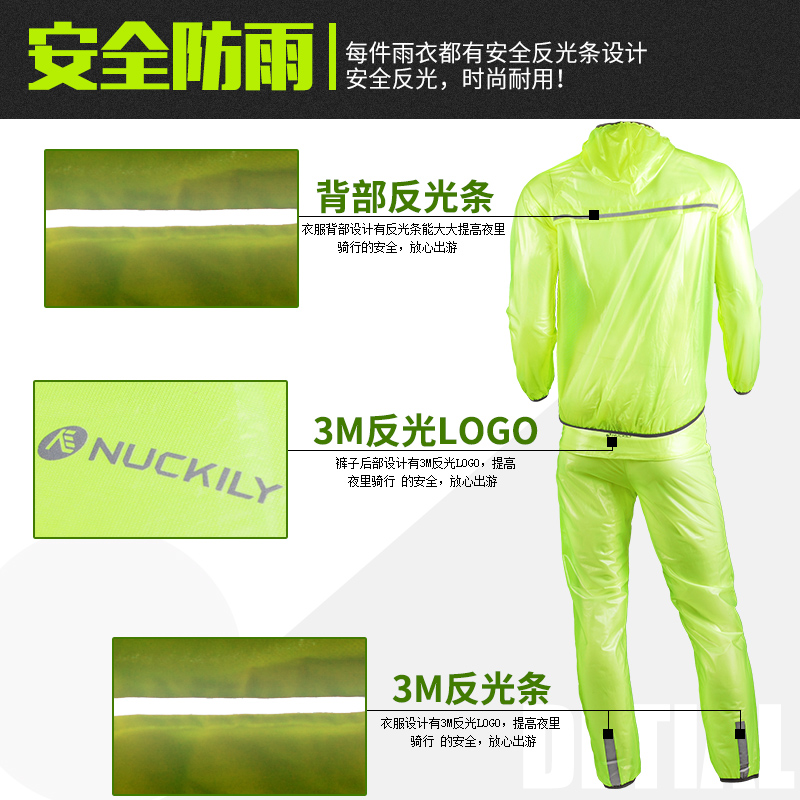 安全防雨
每件雨衣都有安全反光条设计
安全反光，时尚耐用！
背部反光条
衣服背部设计有反光条能大大提高夜里
骑行的安全，放心出游
NUCKILY
3M反光LOGO
裤子后部设计有3M反光LOGO，提高
夜里骑行 的安全，放心出游
3M反光条
衣服设计有3M反光LOGO，提高夜里
骑行 的安全，放心出游
DETIAL